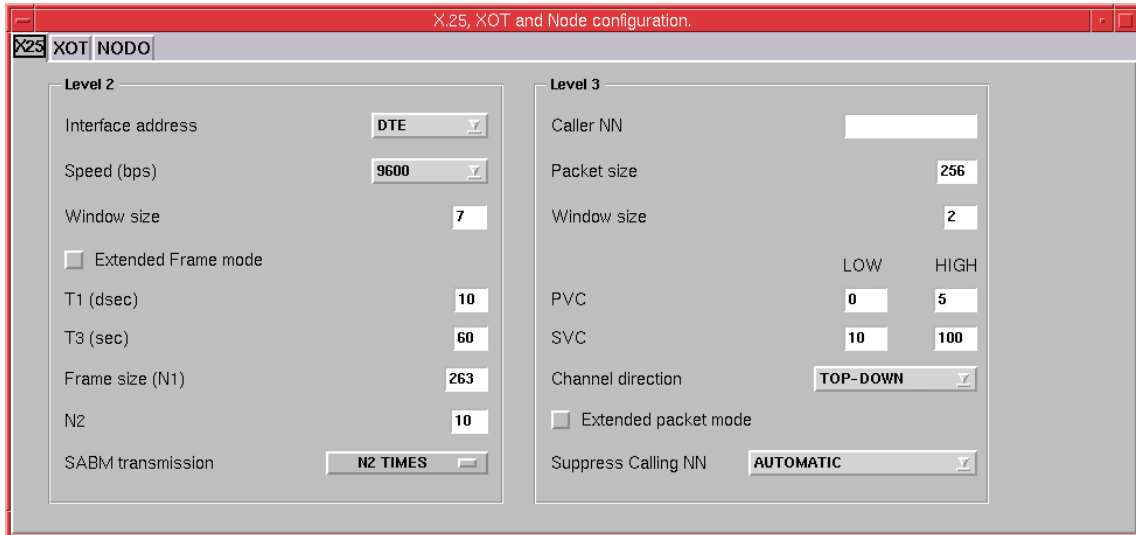 X.25, XOT and Node configuration.
X25 XOT NODO
Level 2
Interface address DTE
Speed (bps) 9600
Window size 7
Extended Frame mode
T1 (dsec) 10
T3 (sec) 60
Frame size (N1) 263
N2 10
SABM transmission N2 TIMES
Level 3
Caller NN
Packet size 256
Window size 2
LOW HIGH
PVC 0 5
SVC 10 100
Channel direction TOP-DOWN
Extended packet mode
Suppress Calling NN AUTOMATIC